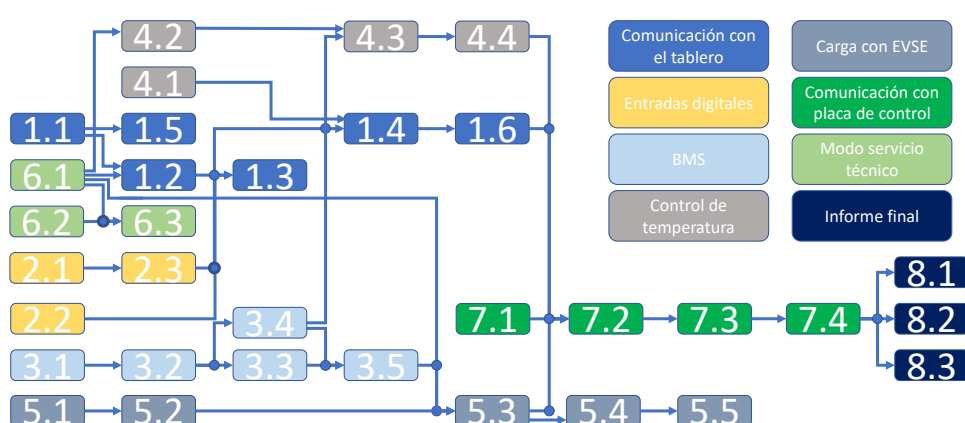 4.2
4.3
4.4
Comunicación con
el tablero
Carga con EVSE
4.1
Entradas digitales
Comunicación con
placa de control
1.1
1.5
1.4
1.6
6.1
1.2
1.3
BMS
Modo servicio
técnico
6.2
6.3
Control de
temperatura
Informe final
2.1
2.3
8.1
2.2
3.4
7.1
7.2
7.3
7.4
8.2
3.1
3.2
3.3
3.5
8.3
5.1
5.2
5.3
5.4
5.5